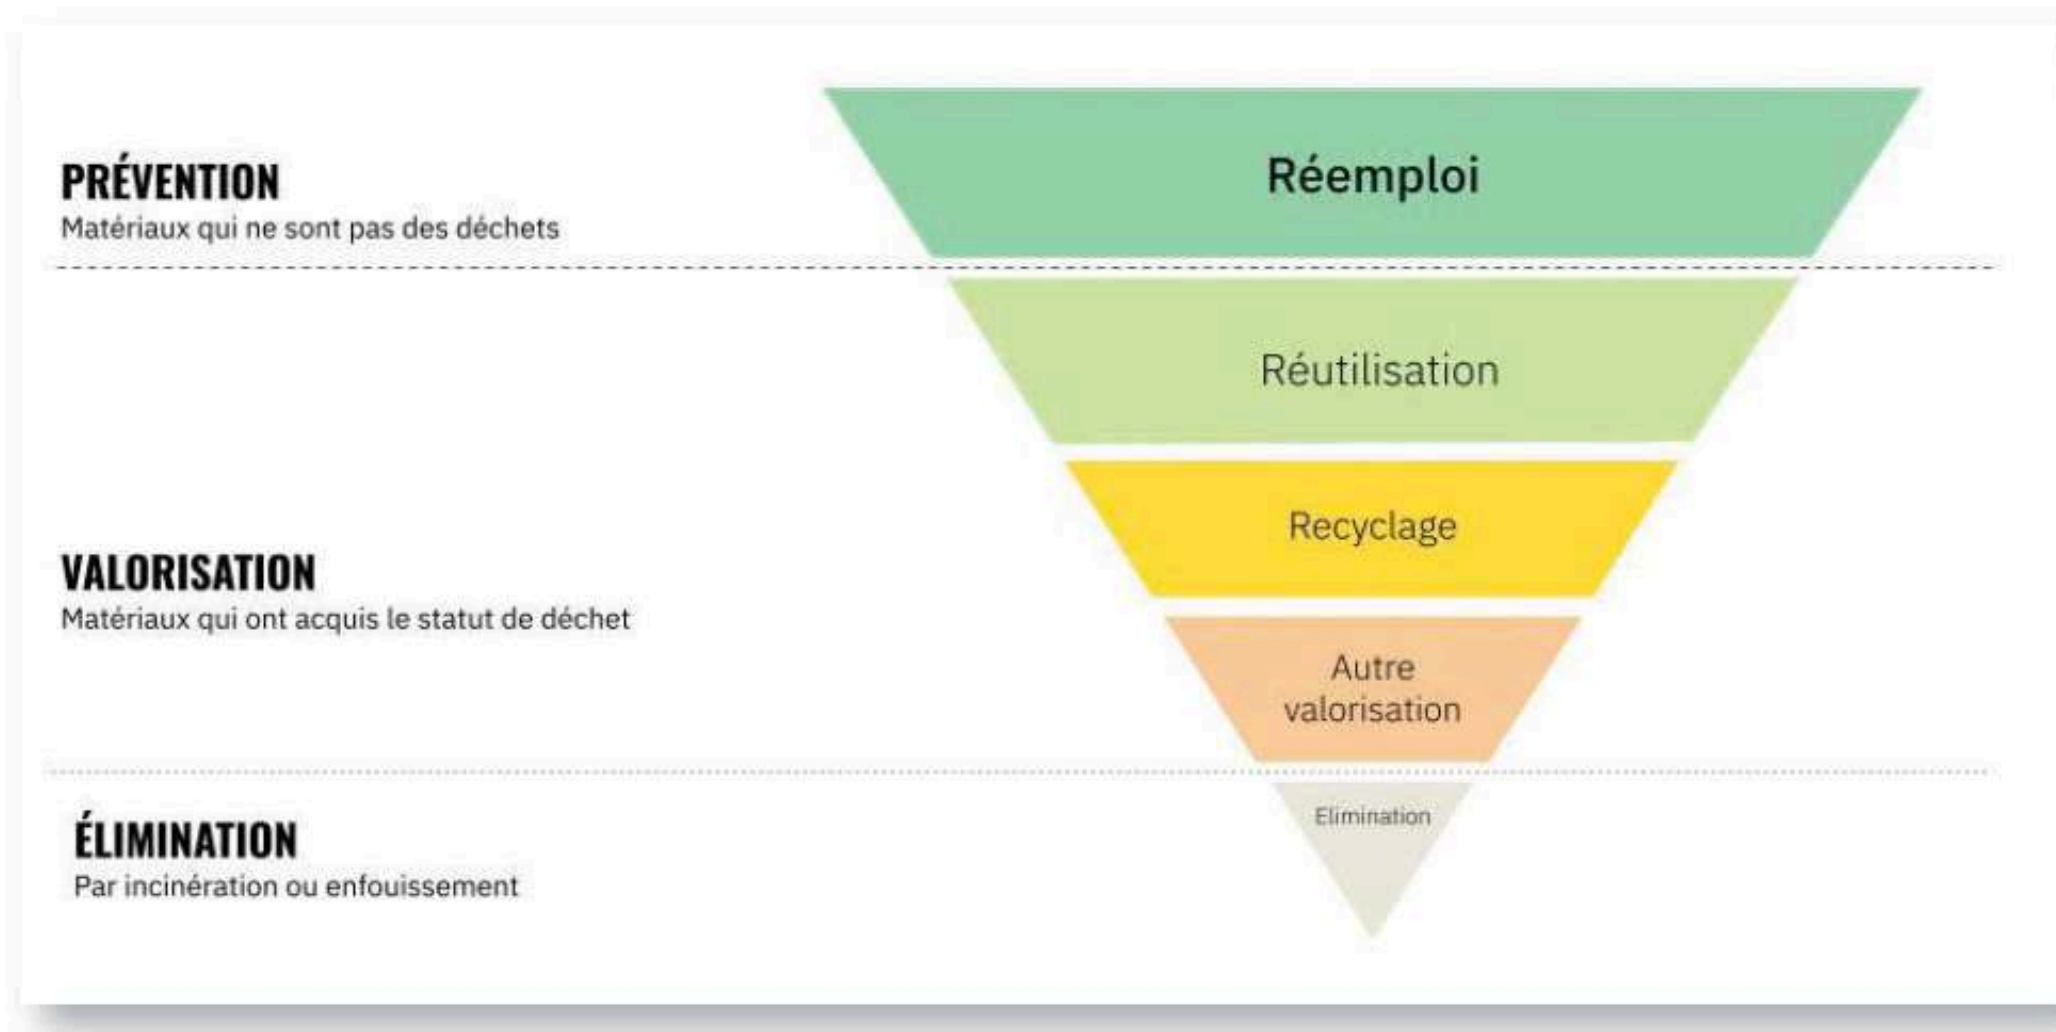 PRÉVENTION
Matériaux qui ne sont pas des déchets
Réemploi
Réutilisation
Recyclage
VALORISATION
Matériaux qui ont acquis le statut de déchet
Autre
valorisation
Elimination
ÉLIMINATION
Par incinération ou enfouissement